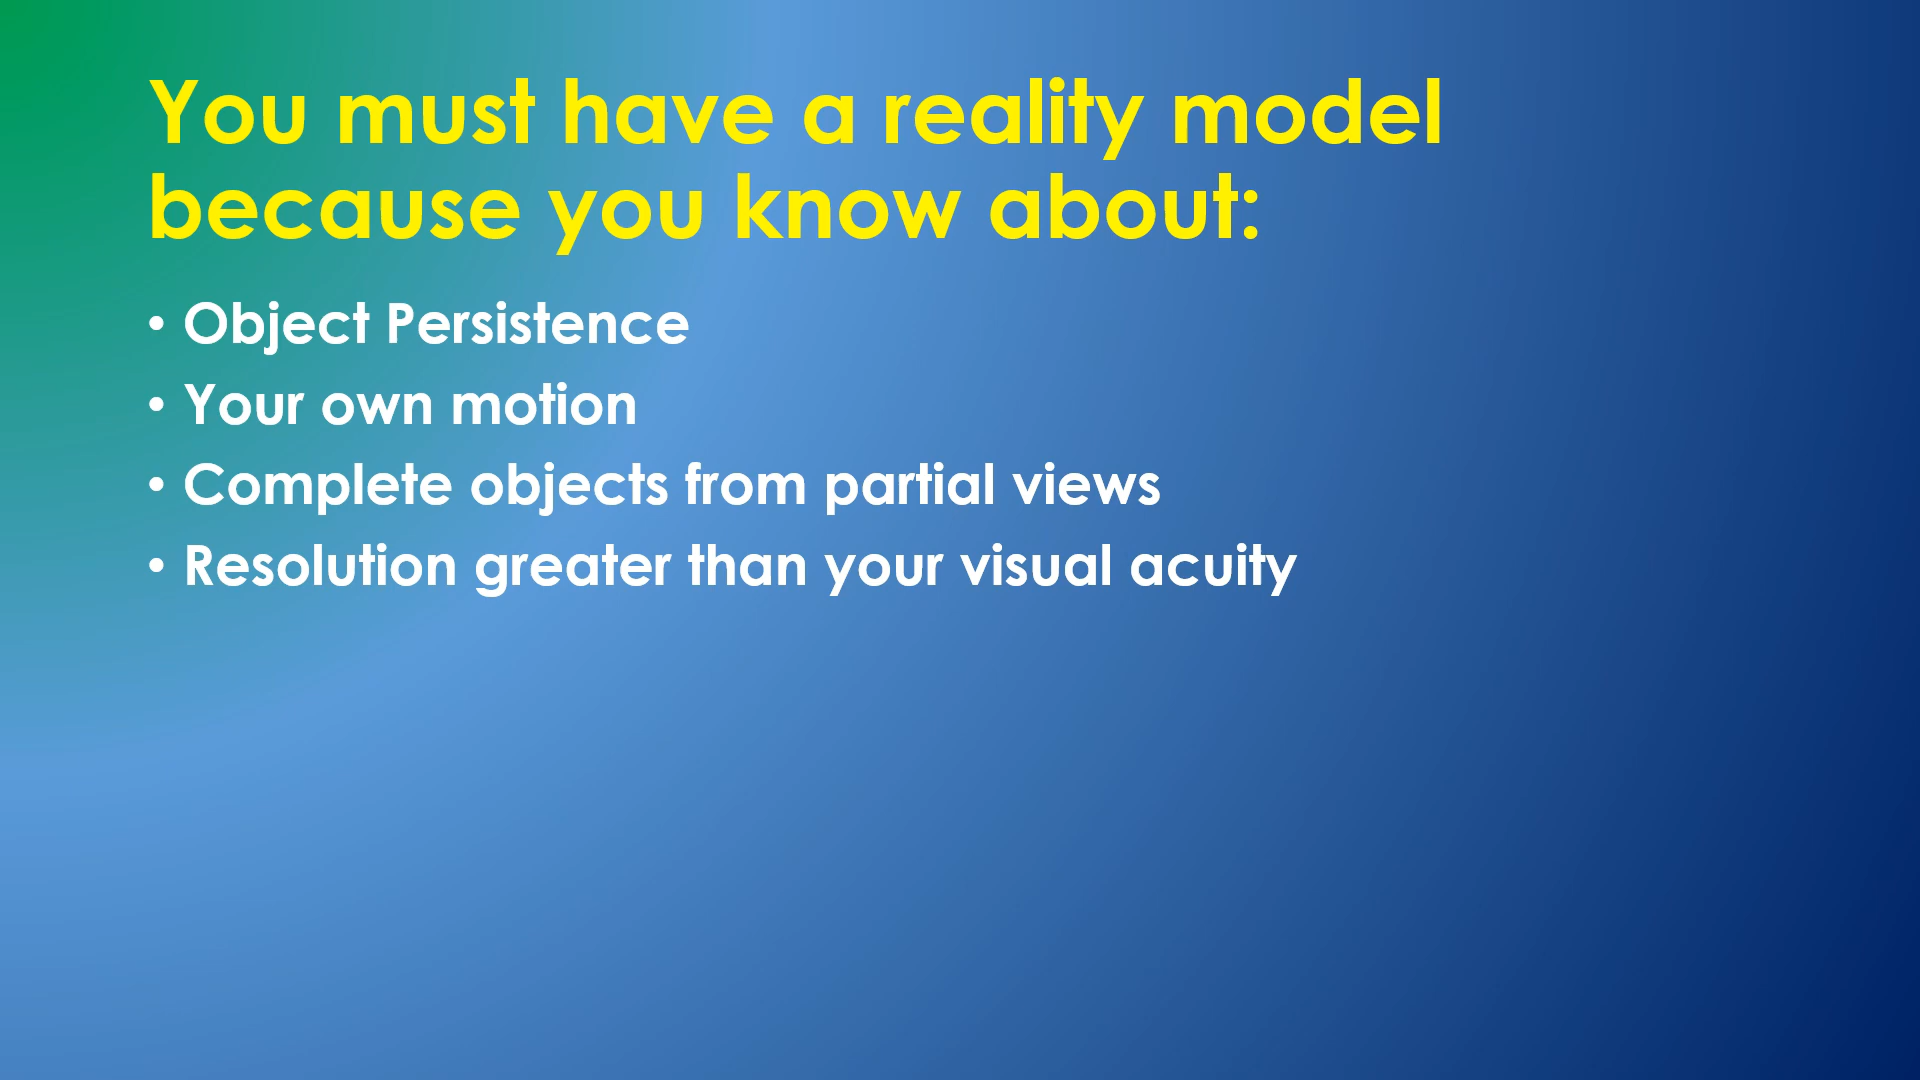 You must have a reality model
because you know about:
• Object Persistence
• Your own motion
• Complete objects from partial views
• Resolution greater than your visual acuity